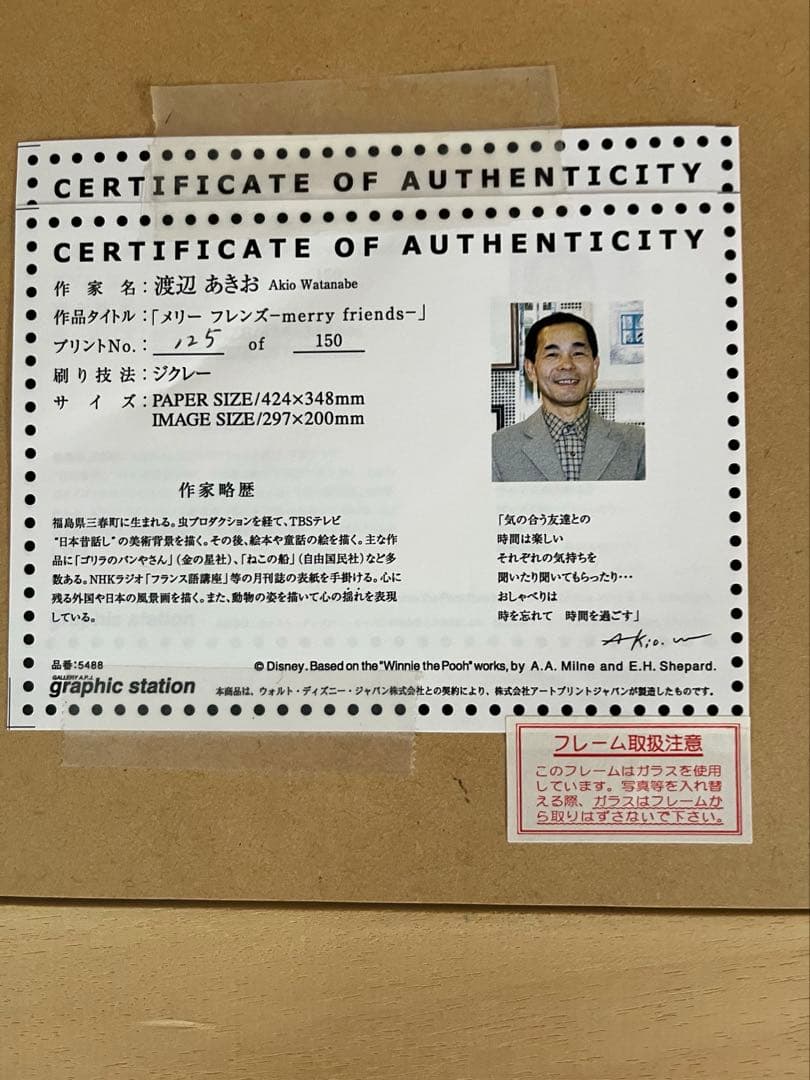 CERTIFICATE OF AUTHENTICITY
CERTIFICATE OF AUTHENTICITY
作家名：渡辺 あきお Akio Watanabe
作品タイトル：「メリー フレンズ−merry friends−」
プリントNo.： 125 of 150
刷り技法：ジクレー
サイズ：PAPER SIZE/424×348mm
IMAGE SIZE/297×200mm
作家略歴
福島県三春町に生まれる。虫プロダクションを経て、TBSテレビ
"日本昔話し"の美術背景を描く。その後、絵本や童話の絵を描く。主な作
品に「ゴリラのパンやさん」（金の星社）、「ねこの船」（自由国民社）など多
数ある。NHKラジオ「フランス語講座」等の月刊誌の表紙を手掛ける。心に
残る外国や日本の風景画を描く。また、動物の姿を描いて心の揺れを表現
している。
「気の合う友達との
時間は楽しい
それぞれの気持ちを
聞いたり聞いてもらったり…
おしゃべりは
時を忘れて　時間を過ごす」
Akio.w
品番：5488
© Disney. Based on the "Winnie the Pooh" works, by A.A. Milne and E.H. Shepard.
GALLERY A.P.J.
graphic station
本商品は、ウォルト・ディズニー・ジャパン株式会社との契約により、株式会社アートプリントジャパンが製造したものです。
フレーム取扱注意
このフレームはガラスを使用
しています。写真等を入れ替
える際、ガラスはフレームか
ら取りはずさないで下さい。